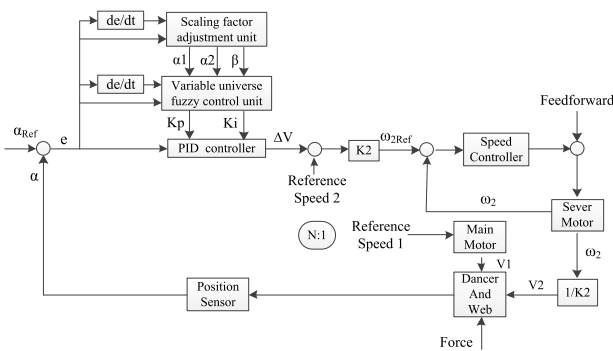 de/dt
Scaling factor
adjustment unit
α1
α2
β
de/dt
Variable universe
fuzzy control unit
Kp
Ki
Feedforward
αRef
e
PID controller
ΔV
K2
ω2Ref
Speed
Controller
α
Reference
Speed 2
ω2
Sever
Motor
N:1
Reference
Speed 1
Main
Motor
ω2
V1
Position
Sensor
Dancer
And
Web
V2
1/K2
Force